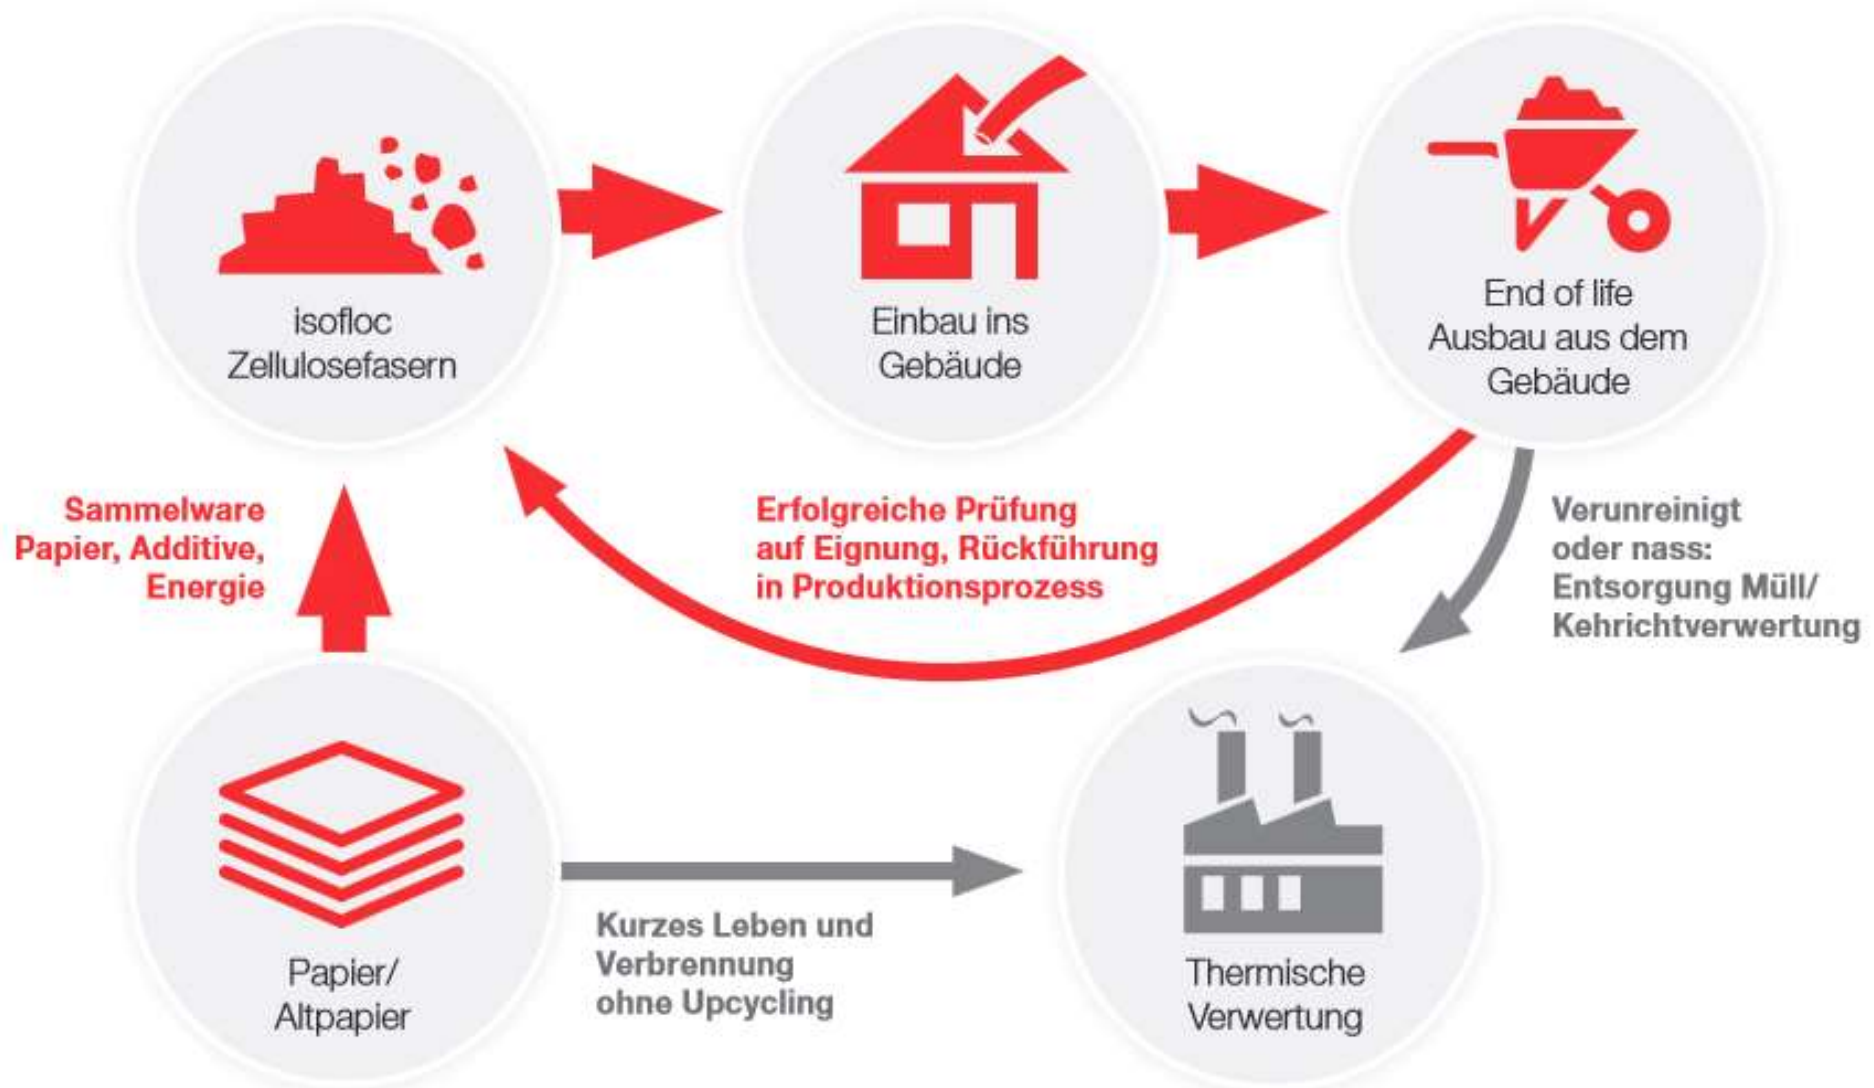 isofloc
Zellulosefasern
Einbau ins
Gebäude
End of life
Ausbau aus dem
Gebäude
Sammelware
Papier, Additive,
Energie
Erfolgreiche Prüfung
auf Eignung, Rückführung
in Produktionsprozess
Verunreinigt
oder nass:
Entsorgung Müll/
Kehrichtverwertung
Papier/
Altpapier
Kurzes Leben und
Verbrennung
ohne Upcycling
Thermische
Verwertung